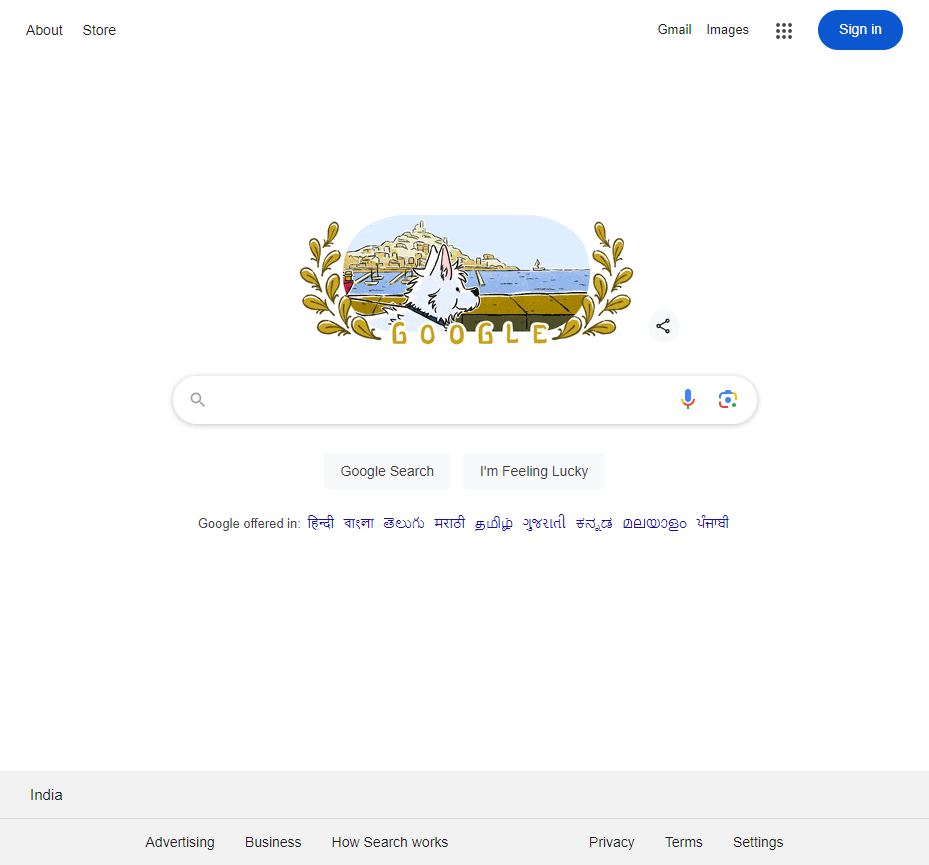 About Store Gmail Images Sign in
GOOGLE
Google Search I'm Feeling Lucky
Google offered in: हिन्दी বাংলা తెలుగు मराठी தமிழ் ગુજરાતી ಕನ್ನಡ മലയാളം ਪੰਜਾਬੀ
India
Advertising Business How Search works Privacy Terms Settings